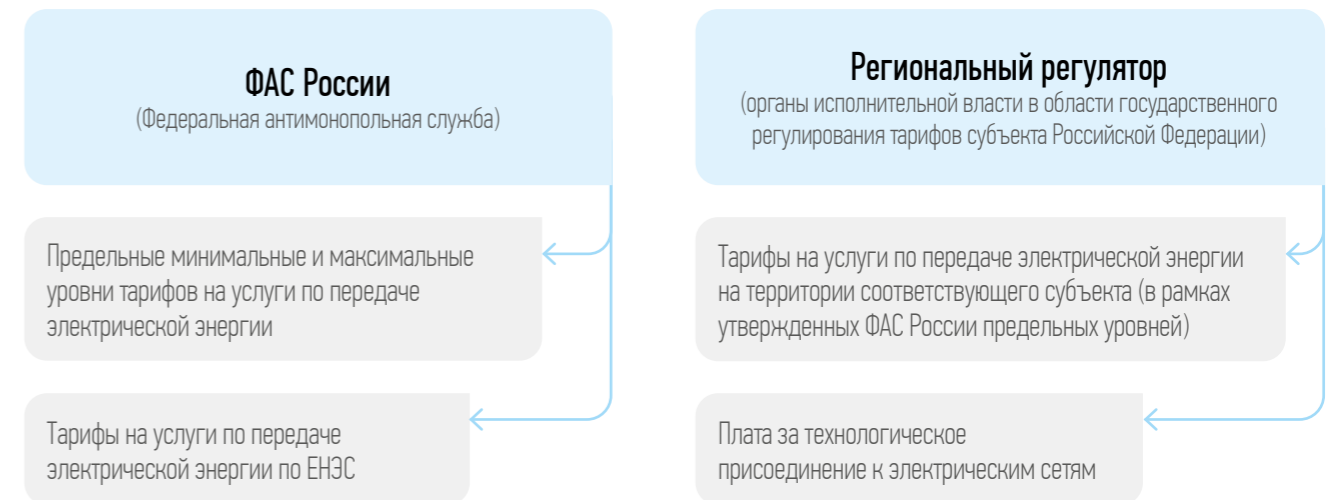 ФАС России
(Федеральная антимонопольная служба)
Предельные минимальные и максимальные
уровни тарифов на услуги по передаче
электрической энергии
Тарифы на услуги по передаче
электрической энергии по ЕНЭС
Региональный регулятор
(органы исполнительной власти в области государственного
регулирования тарифов субъекта Российской Федерации)
Тарифы на услуги по передаче электрической энергии
на территории соответствующего субъекта (в рамках
утвержденных ФАС России предельных уровней)
Плата за технологическое
присоединение к электрическим сетям